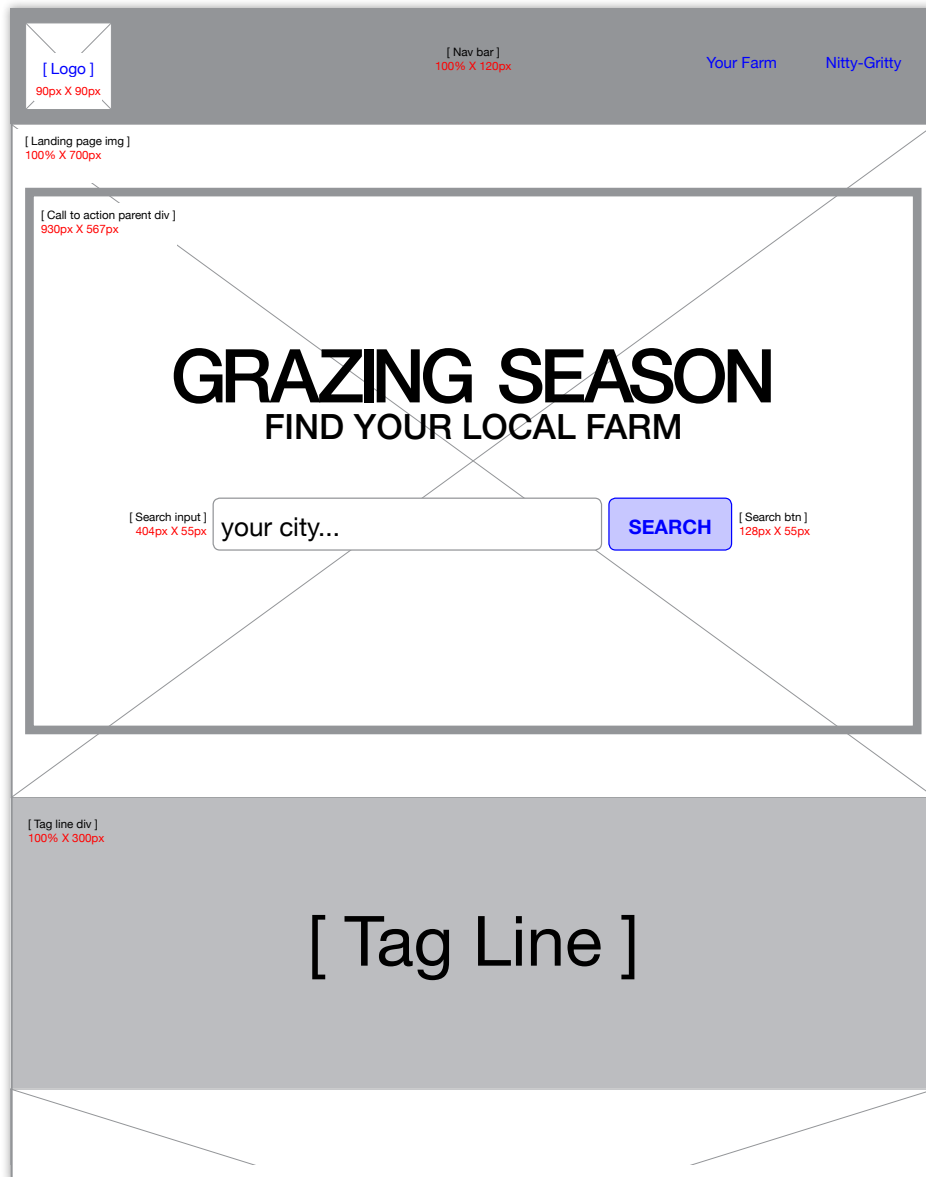 [ Logo ]
90px X 90px
[ Nav bar ]
100% X 120px
Your Farm
Nitty-Gritty
[ Landing page img ]
100% X 700px
[ Call to action parent div ]
930px X 567px
GRAZING SEASON
FIND YOUR LOCAL FARM
[ Search input ]
404px X 55px
your city...
SEARCH
[ Search btn ]
128px X 55px
[ Tag line div ]
100% X 300px
[ Tag Line ]